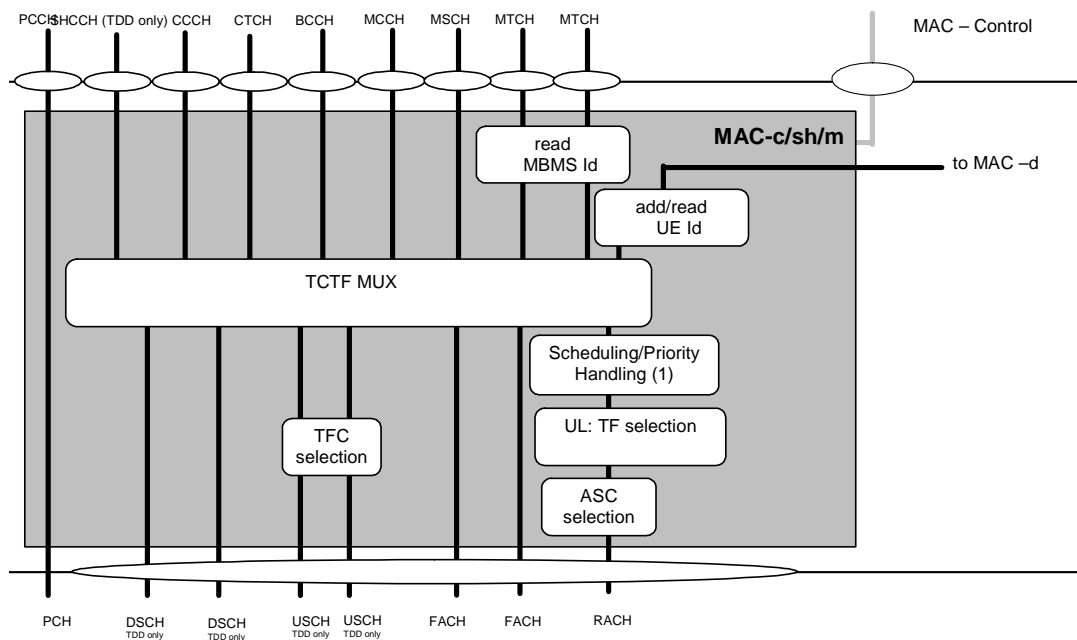 PCCH SHCCH (TDD only) CCCH CTCH BCCH MCCH MSCH MTCH MTCH
MAC – Control
MAC-c/sh/m
read
MBMS Id
to MAC –d
add/read
UE Id
TCTF MUX
Scheduling/Priority
Handling (1)
UL: TF selection
TFC
selection
ASC
selection
PCH DSCH DSCH USCH USCH FACH FACH RACH
TDD only TDD only TDD only TDD only